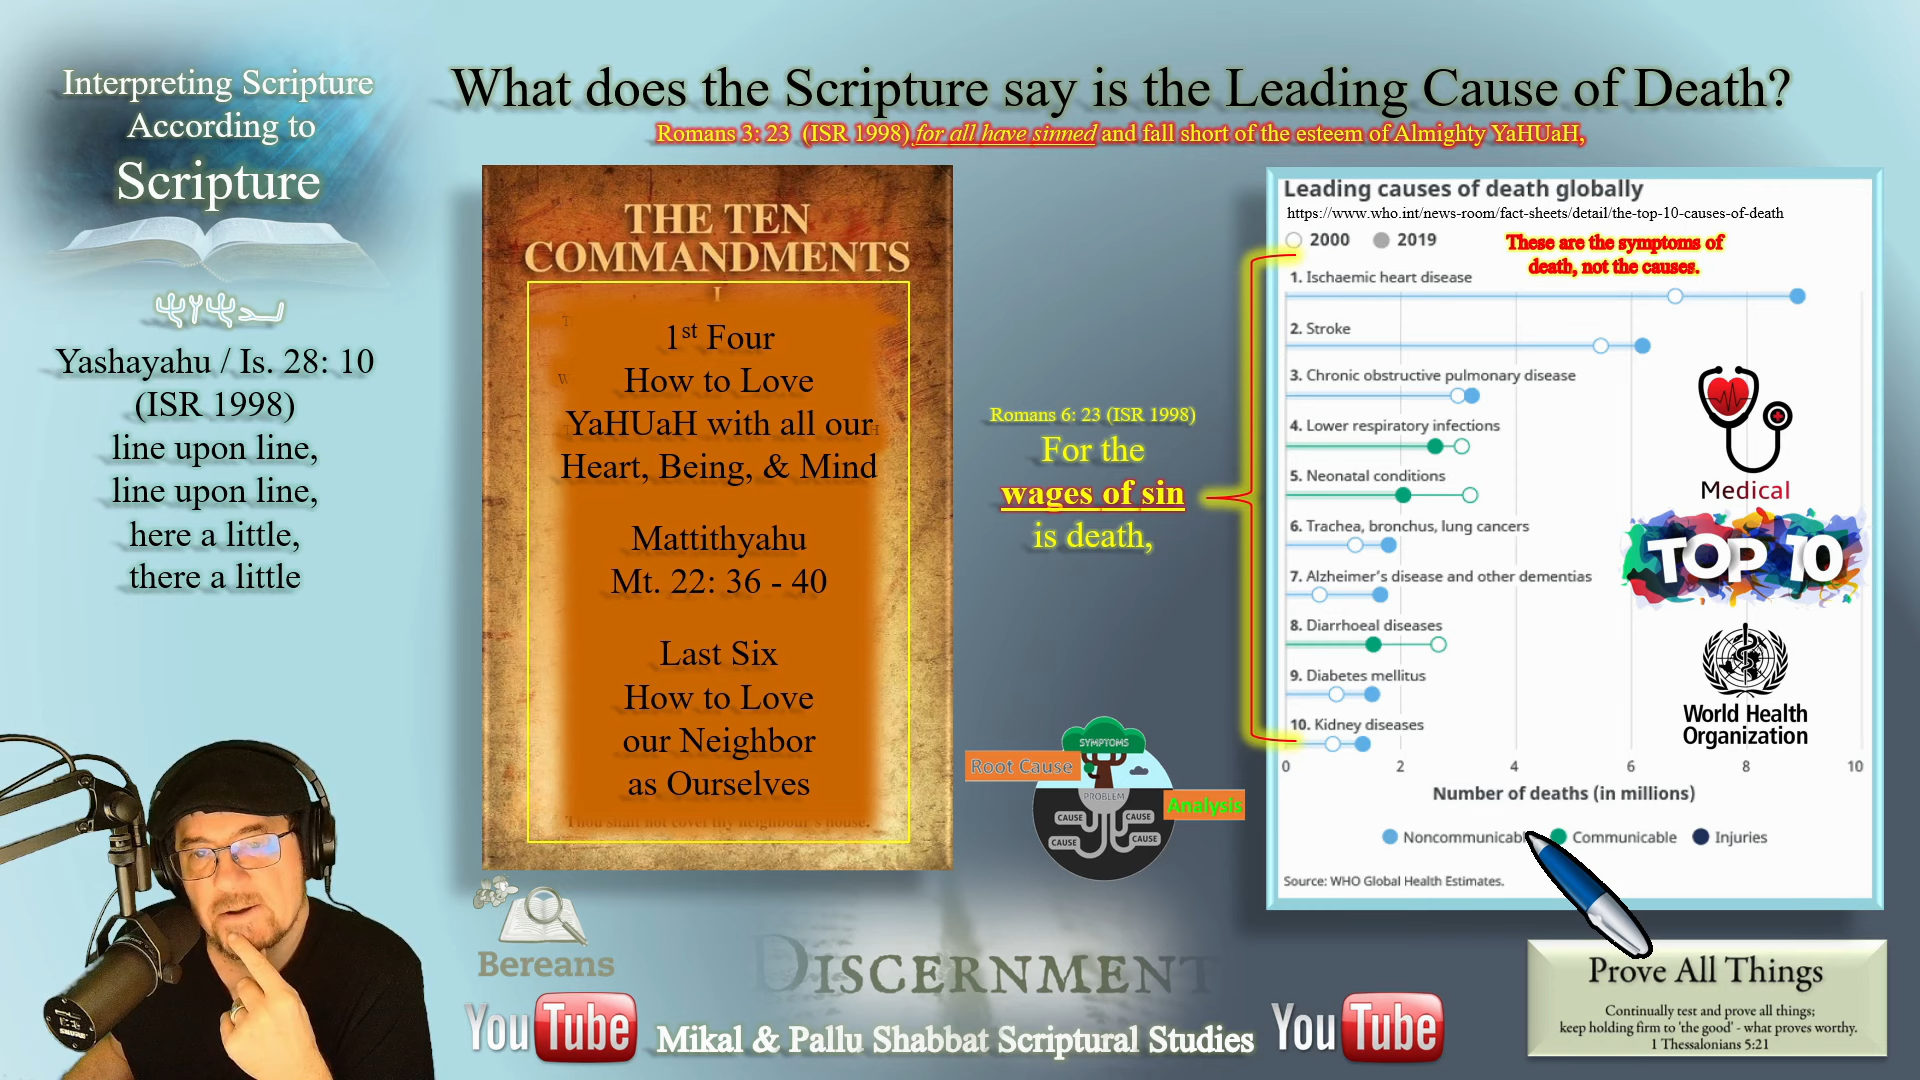 Interpreting Scripture
According to
Scripture
Yashayahu / Is. 28: 10
(ISR 1998)
line upon line,
line upon line,
here a little,
there a little
What does the Scripture say is the Leading Cause of Death?
Romans 3: 23 (ISR 1998) for all have sinned and fall short of the esteem of Almighty YaHUaH,
THE TEN
COMMANDMENTS
I
1st Four
How to Love
YaHUaH with all our
Heart, Being, & Mind
Mattithyahu
Mt. 22: 36 - 40
Last Six
How to Love
our Neighbor
as Ourselves
Thou shalt not covet thy neighbour's house.
Romans 6: 23 (ISR 1998)
For the
wages of sin
is death,
SYMPTOMS
Root Cause
PROBLEM
Analysis
CAUSE
CAUSE
CAUSE
CAUSE
Leading causes of death globally
https://www.who.int/news-room/fact-sheets/detail/the-top-10-causes-of-death
2000 2019
These are the symptoms of
death, not the causes.
1. Ischaemic heart disease
2. Stroke
3. Chronic obstructive pulmonary disease
4. Lower respiratory infections
5. Neonatal conditions
6. Trachea, bronchus, lung cancers
7. Alzheimer's disease and other dementias
8. Diarrhoeal diseases
9. Diabetes mellitus
10. Kidney diseases
0 2 4 6 8 10
Number of deaths (in millions)
Noncommunicabl Communicable Injuries
Source: WHO Global Health Estimates.
Medical
TOP 10
World Health
Organization
Bereans
DISCERNMENT
YouTube
Mikal & Pallu Shabbat Scriptural Studies
YouTube
Prove All Things
Continually test and prove all things;
keep holding firm to 'the good' - what proves worthy.
1 Thessalonians 5:21
SHURE